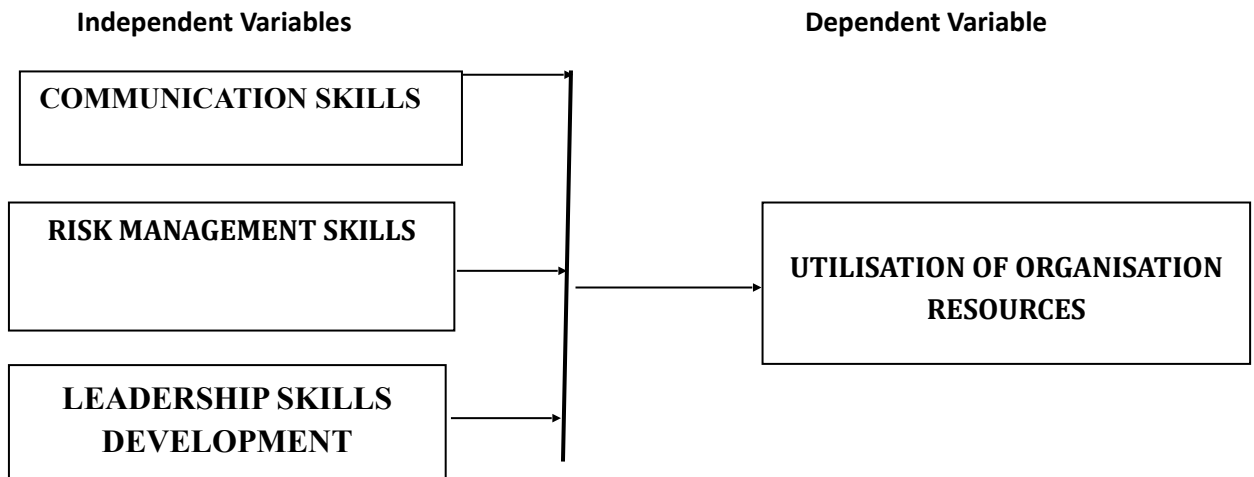 Independent Variables
Dependent Variable
COMMUNICATION SKILLS
RISK MANAGEMENT SKILLS
UTILISATION OF ORGANISATION
RESOURCES
LEADERSHIP SKILLS
DEVELOPMENT